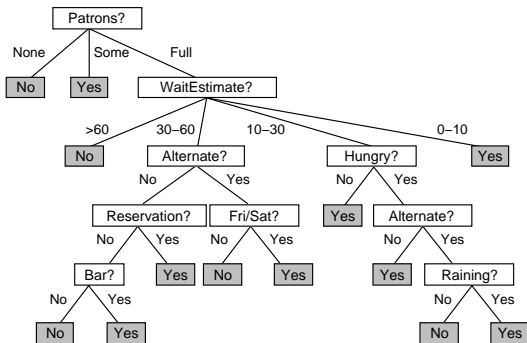 Patrons?
None Some Full
No Yes WaitEstimate?
>60 30–60 10–30 0–10
No Alternate? Hungry? Yes
No Yes No Yes
Reservation? Fri/Sat? Yes Alternate?
No Yes No Yes No Yes
Bar? Yes No Yes Yes Raining?
No Yes No Yes
No Yes No Yes